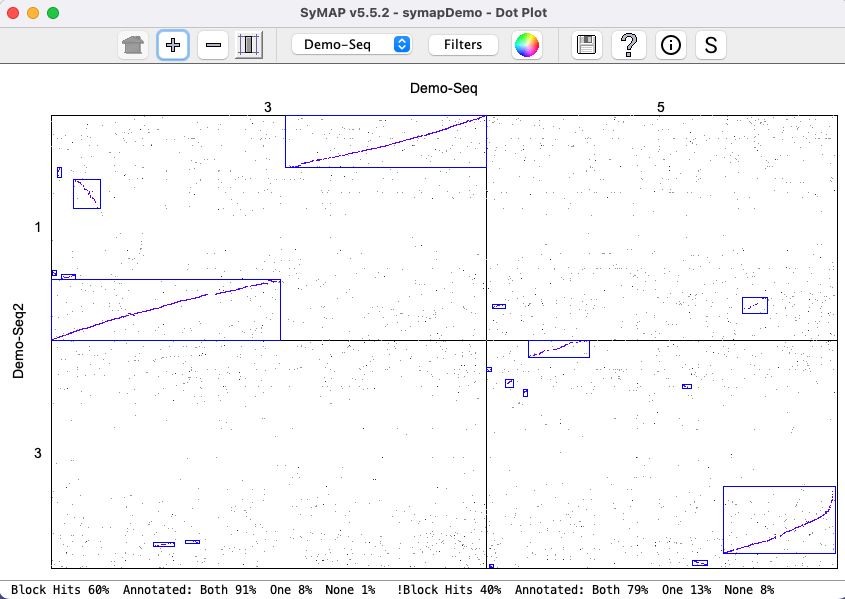 SyMAP v5.5.2 - symapDemo - Dot Plot
Demo-Seq Filters ? i S
Demo-Seq
3 5
1
Demo-Seq2
3
Block Hits 60% Annotated: Both 91% One 8% None 1% !Block Hits 40% Annotated: Both 79% One 13% None 8%